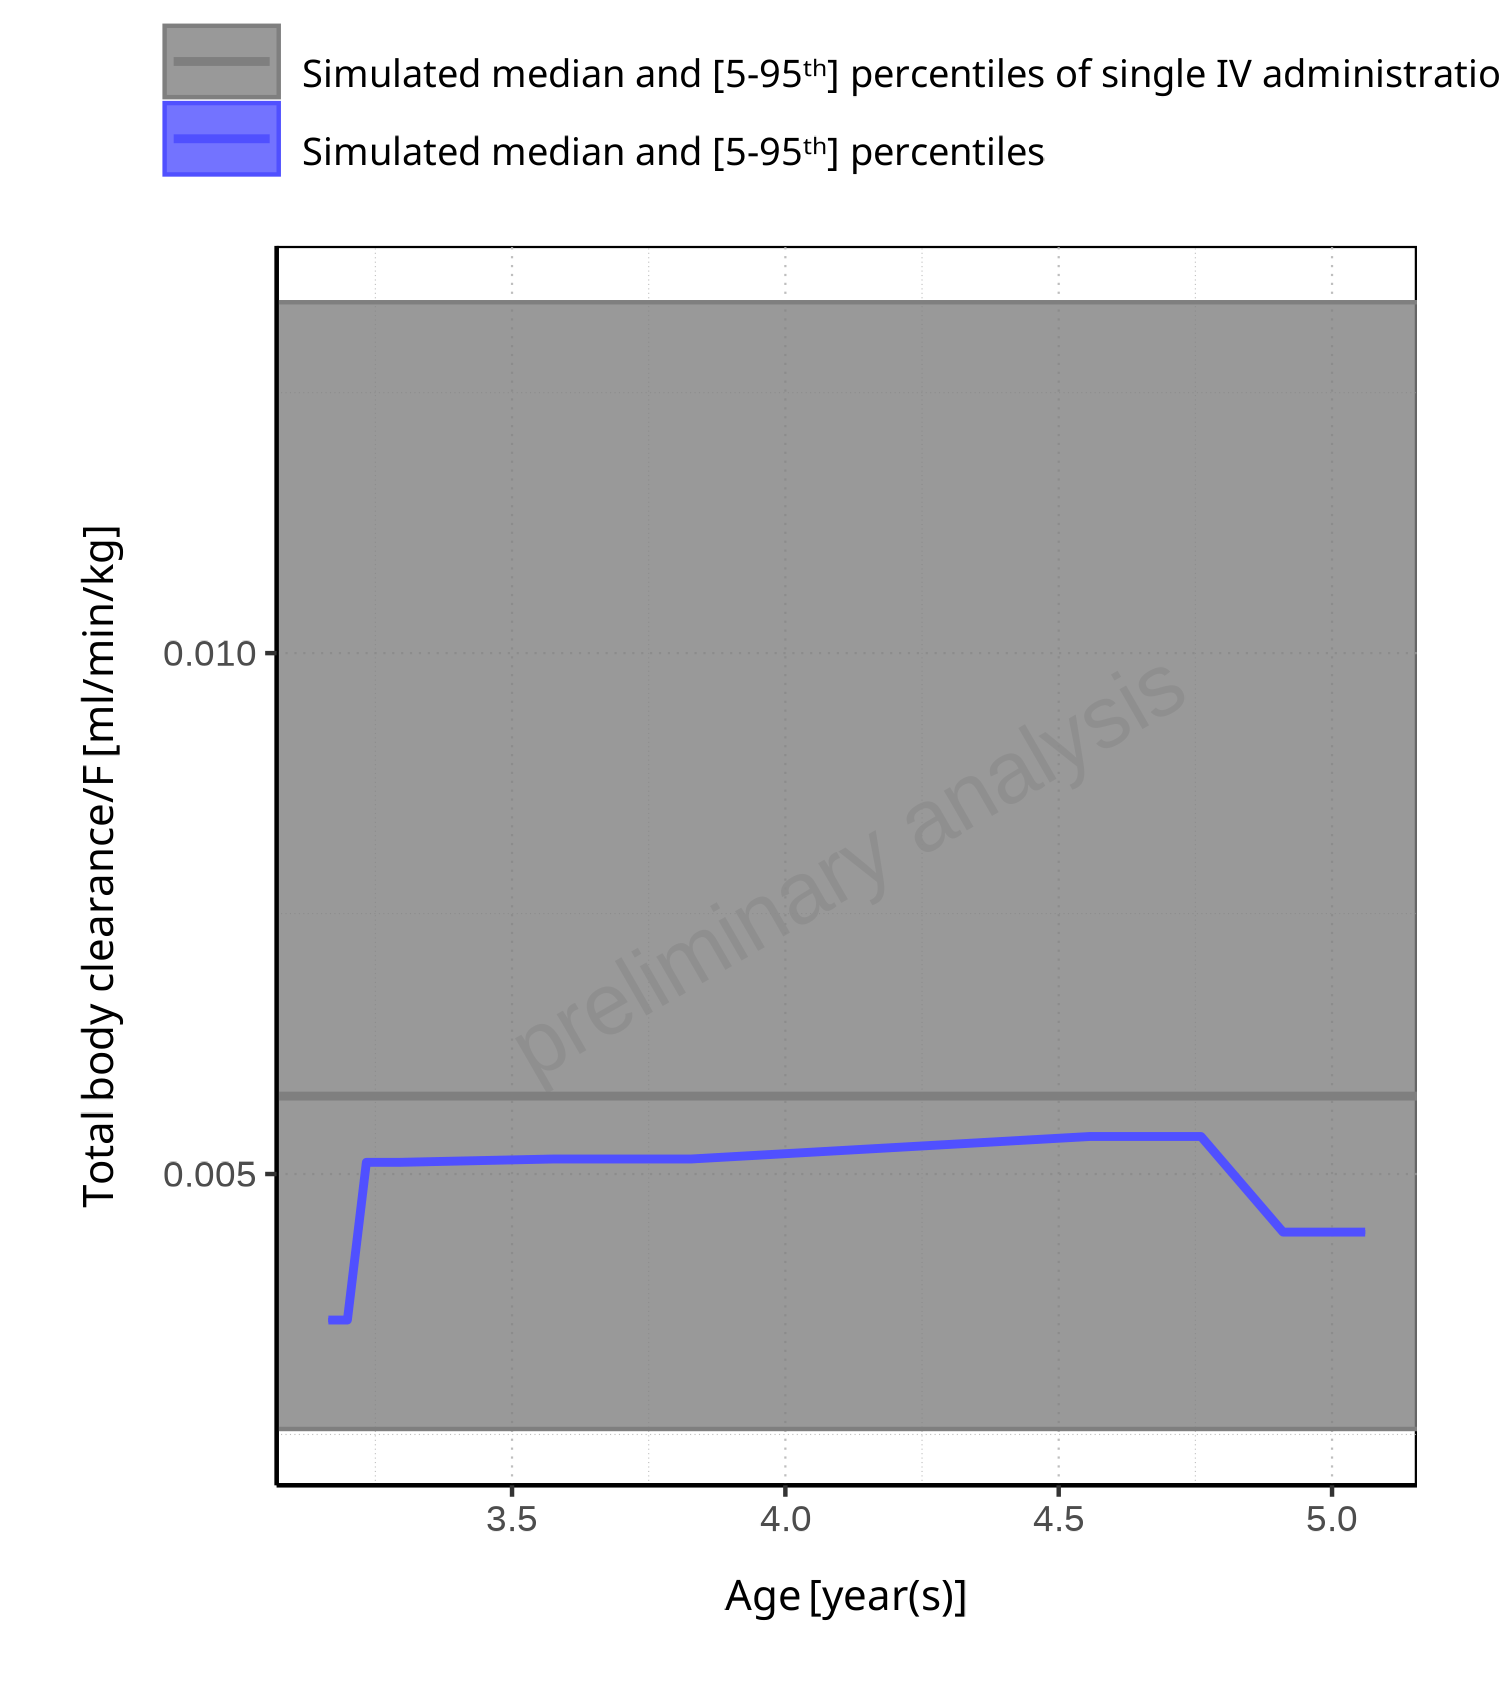 Simulated median and [5-95ᵗʰ] percentiles of single IV administratio
Simulated median and [5-95ᵗʰ] percentiles
Total body clearance/F [ml/min/kg]
0.010
0.005
preliminary analysis
3.5 4.0 4.5 5.0
Age [year(s)]